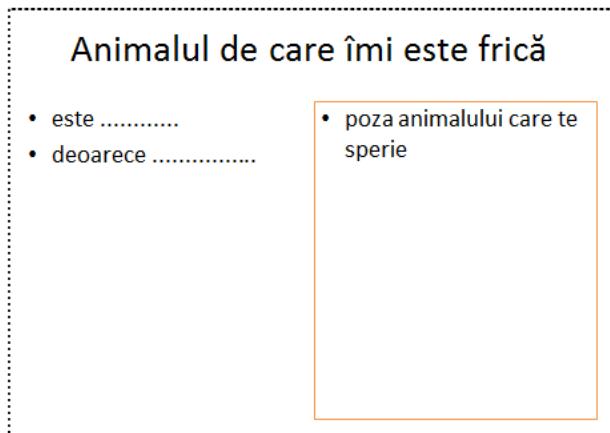 Animalul de care îmi este frică
• este ............
• deoarece ................
• poza animalului care te
sperie